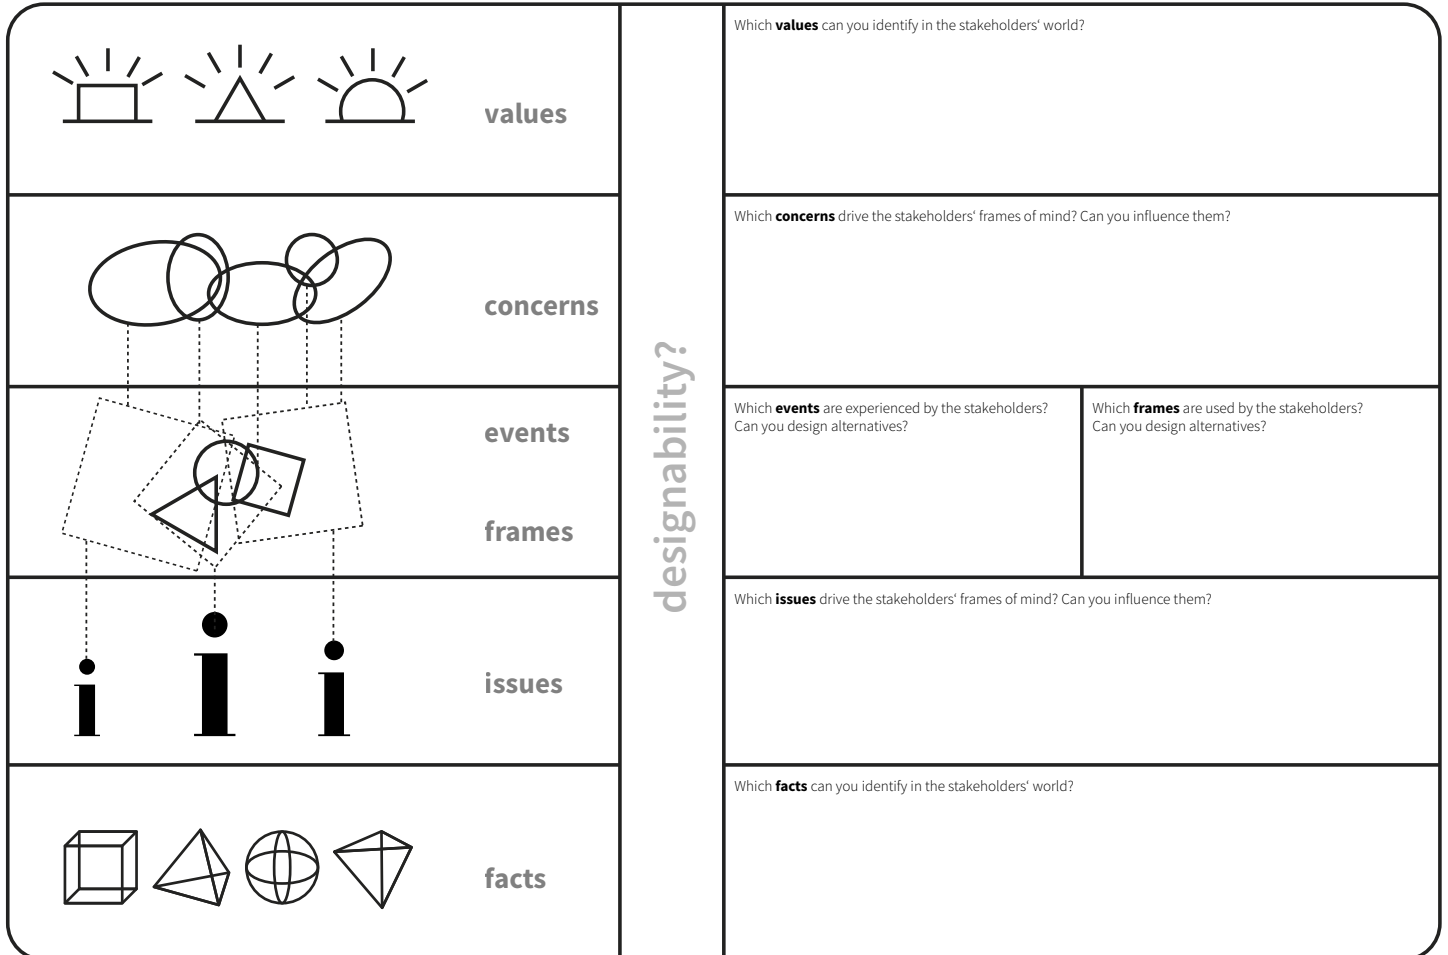 values
concerns
events
frames
issues
facts
designability?
Which values can you identify in the stakeholders‘ world?
Which concerns drive the stakeholders‘ frames of mind? Can you influence them?
Which events are experienced by the stakeholders?
Can you design alternatives?
Which frames are used by the stakeholders?
Can you design alternatives?
Which issues drive the stakeholders‘ frames of mind? Can you influence them?
Which facts can you identify in the stakeholders‘ world?